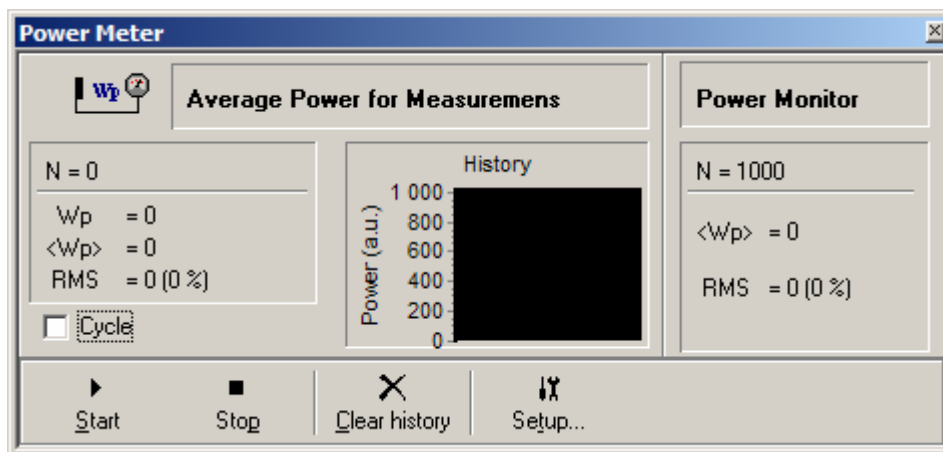 Power Meter
Wp
Average Power for Measuremens
Power Monitor
N = 0
Wp = 0
<Wp> = 0
RMS = 0 (0 %)
Cycle
History
Power (a.u.)
1 000
800
600
400
200
0
N = 1000
<Wp> = 0
RMS = 0 (0 %)
Start
Stop
Clear history
Setup...